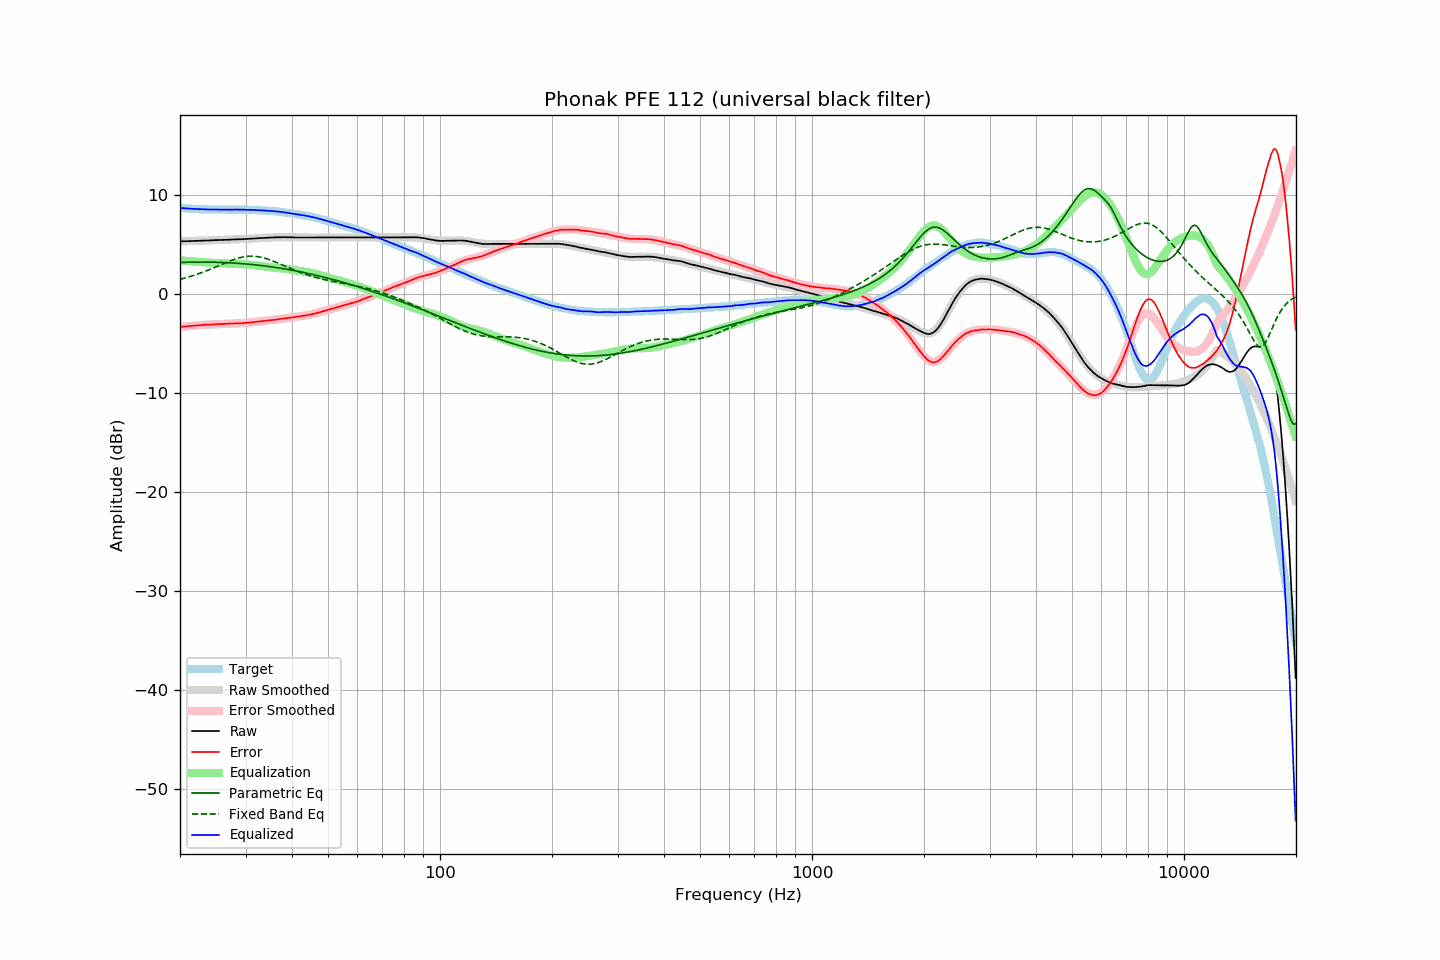 Phonak PFE 112 (universal black filter)
10
0
−10
−20
−30
−40
−50
Amplitude (dBr)
Target
Raw Smoothed
Error Smoothed
Raw
Error
Equalization
Parametric Eq
Fixed Band Eq
Equalized
100
1000
10000
Frequency (Hz)